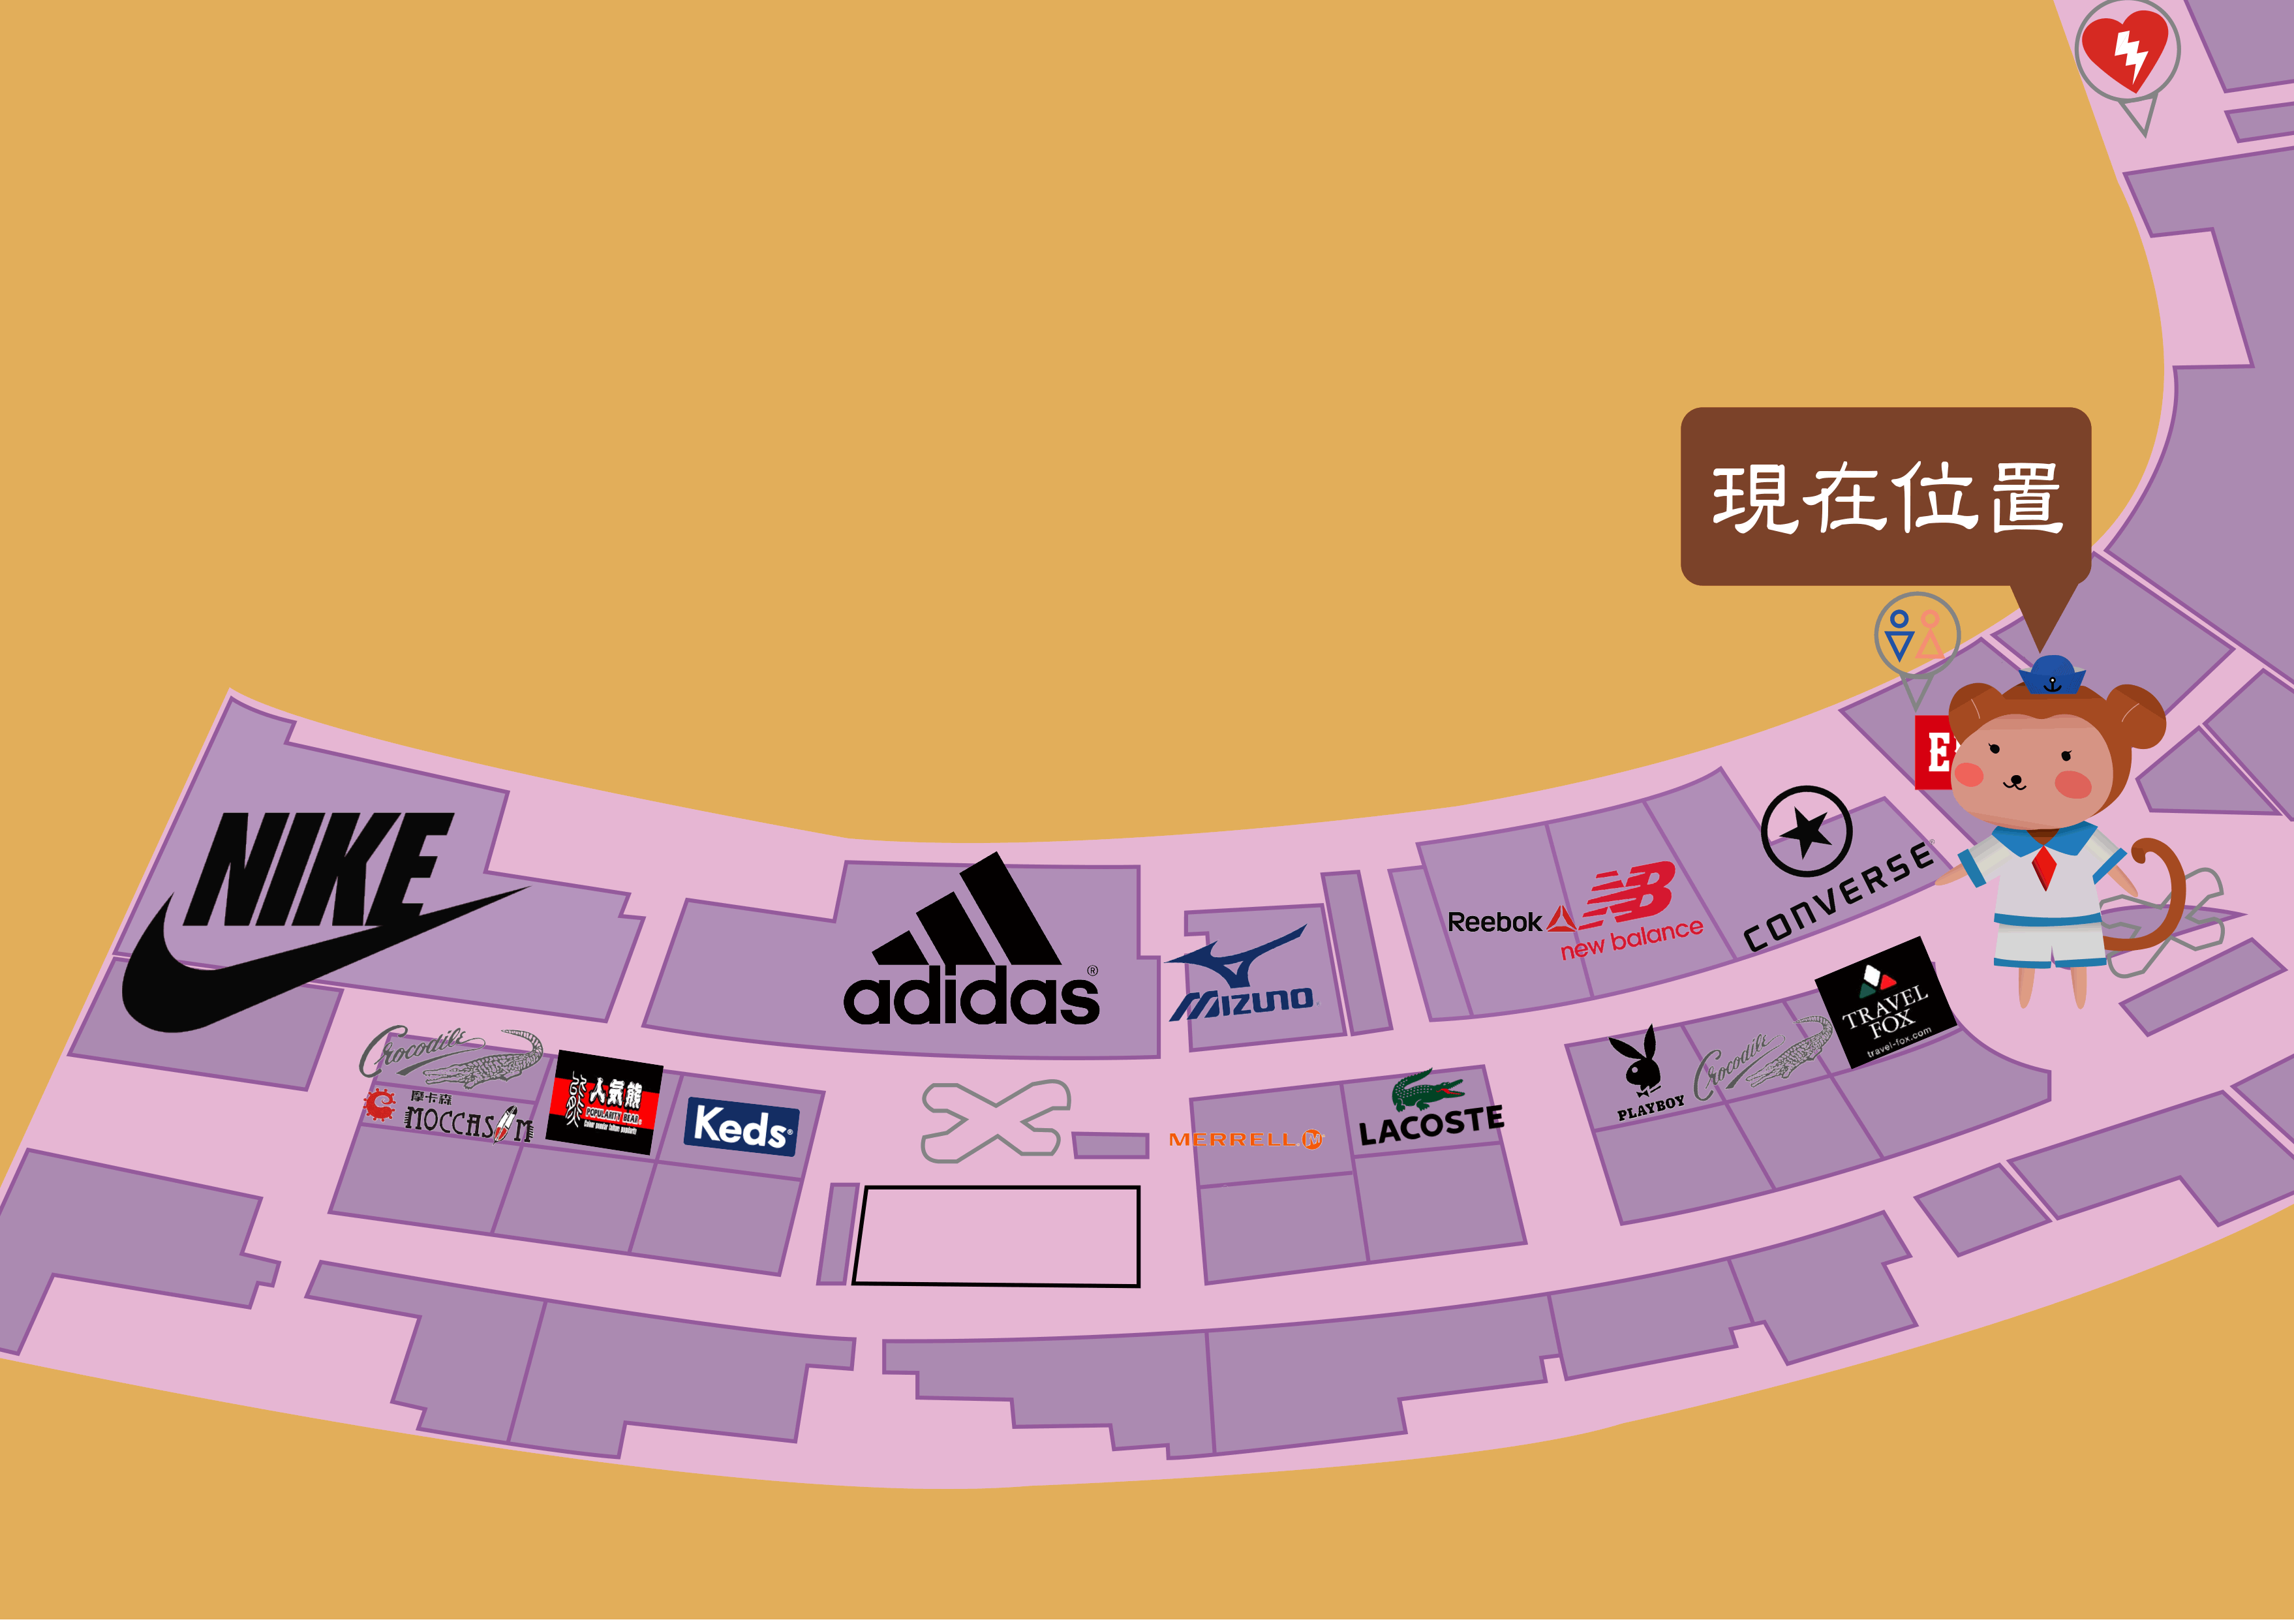 現在位置
E
NIKE
adidas®
MIZUNO
Reebok
new balance
CONVERSE®
TRAVEL
FOX
travel-fox.com
Crocodile
摩卡森
MOCCASIM
人氣熊
POPULARITY BEAR
Keds®
MERRELL
LACOSTE
PLAYBOY
Crocodile